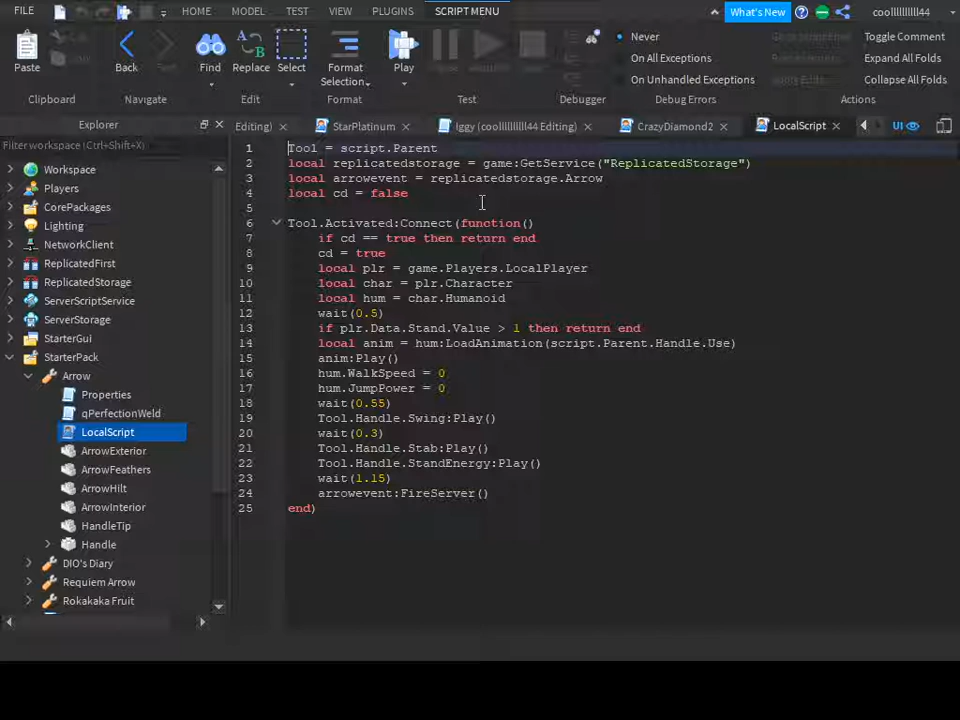 FILE
HOME
MODEL
TEST
VIEW
PLUGINS
SCRIPT MENU
What's New
coollllllllll44
Paste
Back
Find
Replace
Select
Format
Selection
Play
Never
On All Exceptions
On Unhandled Exceptions
Toggle Comment
Expand All Folds
Collapse All Folds
Clipboard
Navigate
Edit
Format
Test
Debugger
Debug Errors
Actions
Explorer
Editing)
StarPlatinum
Iggy (coollllllllll44 Editing)
CrazyDiamond2
LocalScript
UI
Filter workspace (Ctrl+Shift+X)
Workspace
Players
CorePackages
Lighting
NetworkClient
ReplicatedFirst
ReplicatedStorage
ServerScriptService
ServerStorage
StarterGui
StarterPack
Arrow
Properties
qPerfectionWeld
LocalScript
ArrowExterior
ArrowFeathers
ArrowHilt
ArrowInterior
HandleTip
Handle
DIO's Diary
Requiem Arrow
Rokakaka Fruit
1 Tool = script.Parent
2 local replicatedstorage = game:GetService("ReplicatedStorage")
3 local arrowevent = replicatedstorage.Arrow
4 local cd = false
5
6 Tool.Activated:Connect(function()
7 if cd == true then return end
8 cd = true
9 local plr = game.Players.LocalPlayer
10 local char = plr.Character
11 local hum = char.Humanoid
12 wait(0.5)
13 if plr.Data.Stand.Value > 1 then return end
14 local anim = hum:LoadAnimation(script.Parent.Handle.Use)
15 anim:Play()
16 hum.WalkSpeed = 0
17 hum.JumpPower = 0
18 wait(0.55)
19 Tool.Handle.Swing:Play()
20 wait(0.3)
21 Tool.Handle.Stab:Play()
22 Tool.Handle.StandEnergy:Play()
23 wait(1.15)
24 arrowevent:FireServer()
25 end)